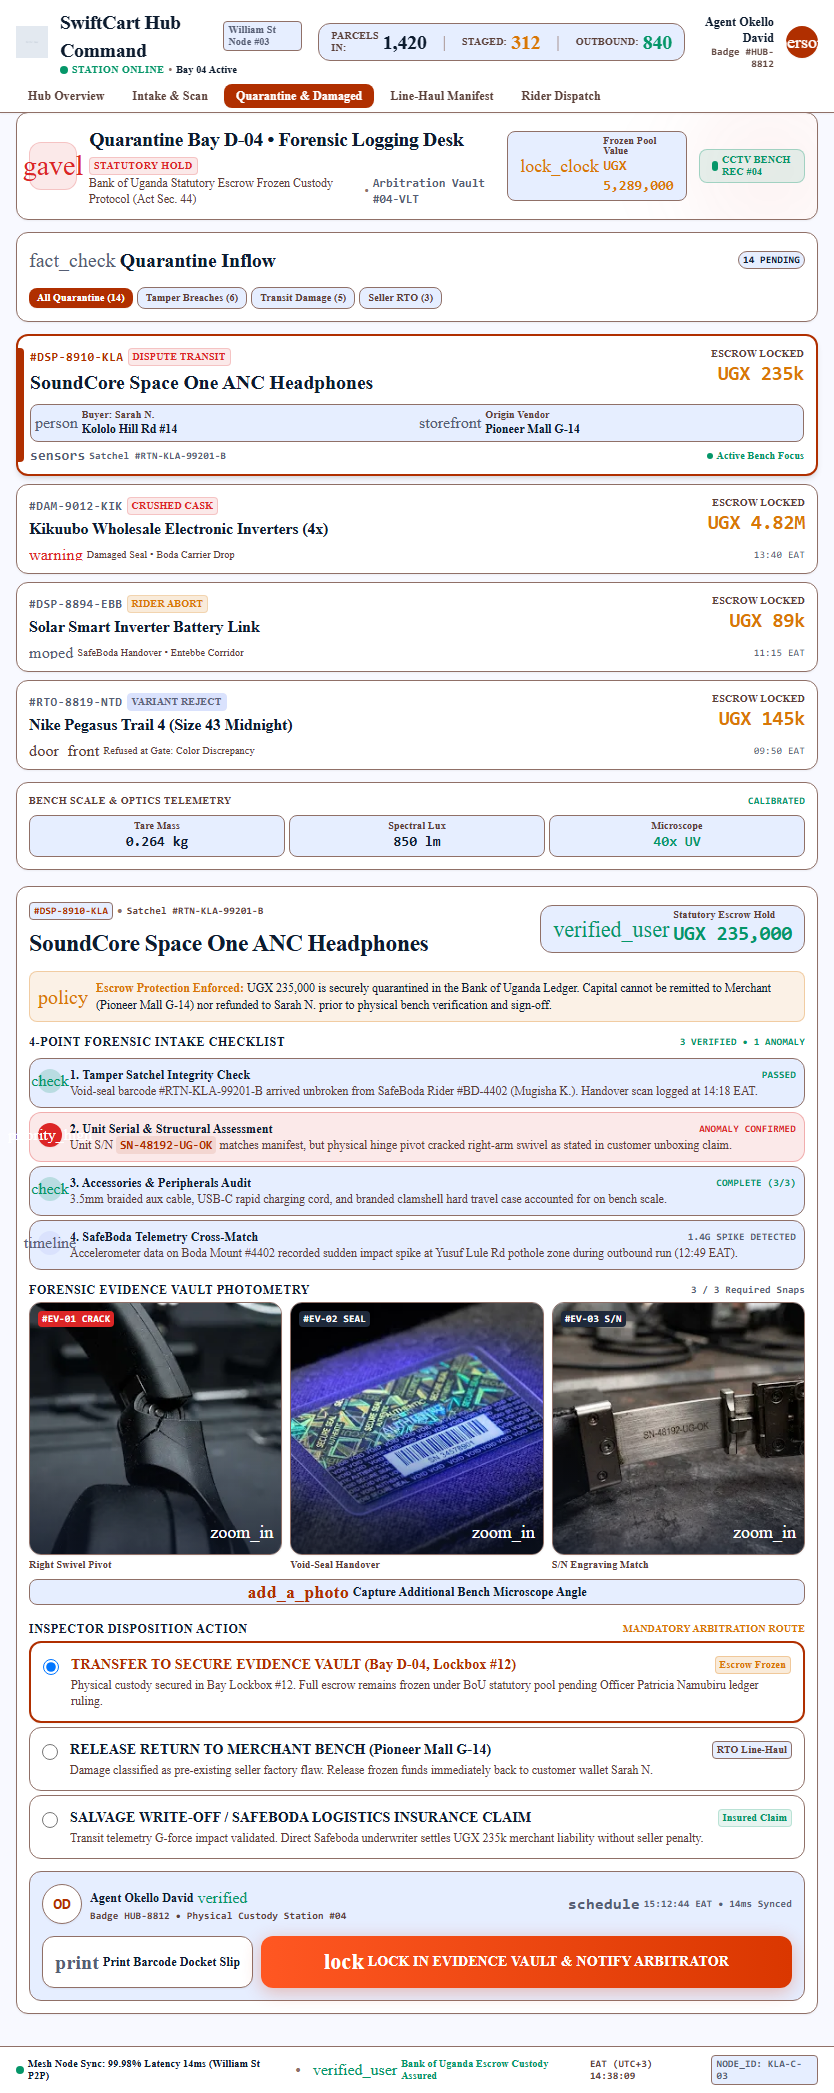 SwiftCart Hub Command
William St Node #03
PARCELS IN: 1,420
STAGED: 312
OUTBOUND: 840
Agent Okello David
Badge #HUB-8812
STATION ONLINE • Bay 04 Active
Hub Overview
Intake & Scan
Quarantine & Damaged
Line-Haul Manifest
Rider Dispatch
gavel
Quarantine Bay D-04 • Forensic Logging Desk
STATUTORY HOLD
Bank of Uganda Statutory Escrow Frozen Custody Protocol (Act Sec. 44)
• Arbitration Vault #04-VLT
lock_clock
Frozen Pool Value
UGX 5,289,000
CCTV BENCH REC #04
fact_check Quarantine Inflow
14 PENDING
All Quarantine (14)
Tamper Breaches (6)
Transit Damage (5)
Seller RTO (3)
#DSP-8910-KLA DISPUTE TRANSIT
ESCROW LOCKED
SoundCore Space One ANC Headphones
UGX 235k
person
Buyer: Sarah N.
Kololo Hill Rd #14
storefront
Origin Vendor
Pioneer Mall G-14
sensors Satchel #RTN-KLA-99201-B
Active Bench Focus
#DAM-9012-KIK CRUSHED CASK
ESCROW LOCKED
Kikuubo Wholesale Electronic Inverters (4x)
UGX 4.82M
warning Damaged Seal • Boda Carrier Drop
13:40 EAT
#DSP-8894-EBB RIDER ABORT
ESCROW LOCKED
Solar Smart Inverter Battery Link
UGX 89k
moped SafeBoda Handover • Entebbe Corridor
11:15 EAT
#RTO-8819-NTD VARIANT REJECT
ESCROW LOCKED
Nike Pegasus Trail 4 (Size 43 Midnight)
UGX 145k
door_front Refused at Gate: Color Discrepancy
09:50 EAT
BENCH SCALE & OPTICS TELEMETRY
CALIBRATED
Tare Mass
0.264 kg
Spectral Lux
850 lm
Microscope
40x UV
#DSP-8910-KLA • Satchel #RTN-KLA-99201-B
SoundCore Space One ANC Headphones
verified_user
Statutory Escrow Hold
UGX 235,000
policy
Escrow Protection Enforced: UGX 235,000 is securely quarantined in the Bank of Uganda Ledger. Capital cannot be remitted to Merchant
(Pioneer Mall G-14) nor refunded to Sarah N. prior to physical bench verification and sign-off.
4-POINT FORENSIC INTAKE CHECKLIST
3 VERIFIED • 1 ANOMALY
check
1. Tamper Satchel Integrity Check
PASSED
Void-seal barcode #RTN-KLA-99201-B arrived unbroken from SafeBoda Rider #BD-4402 (Mugisha K.). Handover scan logged at 14:18 EAT.
2. Unit Serial & Structural Assessment
ANOMALY CONFIRMED
Unit S/N SN-48192-UG-OK matches manifest, but physical hinge pivot cracked right-arm swivel as stated in customer unboxing claim.
check
3. Accessories & Peripherals Audit
COMPLETE (3/3)
3.5mm braided aux cable, USB-C rapid charging cord, and branded clamshell hard travel case accounted for on bench scale.
timeline
4. SafeBoda Telemetry Cross-Match
1.4G SPIKE DETECTED
Accelerometer data on Boda Mount #4402 recorded sudden impact spike at Yusuf Lule Rd pothole zone during outbound run (12:49 EAT).
FORENSIC EVIDENCE VAULT PHOTOMETRY
3 / 3 Required Snaps
#EV-01 CRACK
#EV-02 SEAL
#EV-03 S/N
SN-48192-UG-OK
zoom_in
zoom_in
zoom_in
Right Swivel Pivot
Void-Seal Handover
S/N Engraving Match
add_a_photo Capture Additional Bench Microscope Angle
INSPECTOR DISPOSITION ACTION
MANDATORY ARBITRATION ROUTE
TRANSFER TO SECURE EVIDENCE VAULT (Bay D-04, Lockbox #12)
Escrow Frozen
Physical custody secured in Bay Lockbox #12. Full escrow remains frozen under BoU statutory pool pending Officer Patricia Namubiru ledger
ruling.
RELEASE RETURN TO MERCHANT BENCH (Pioneer Mall G-14)
RTO Line-Haul
Damage classified as pre-existing seller factory flaw. Release frozen funds immediately back to customer wallet Sarah N.
SALVAGE WRITE-OFF / SAFEBODA LOGISTICS INSURANCE CLAIM
Insured Claim
Transit telemetry G-force impact validated. Direct Safeboda underwriter settles UGX 235k merchant liability without seller penalty.
OD
Agent Okello David verified
Badge HUB-8812 • Physical Custody Station #04
schedule 15:12:44 EAT • 14ms Synced
print Print Barcode Docket Slip
lock LOCK IN EVIDENCE VAULT & NOTIFY ARBITRATOR
Mesh Node Sync: 99.98% Latency 14ms (William St P2P)
•
verified_user Bank of Uganda Escrow Custody Assured
EAT (UTC+3) 14:38:09
NODE_ID: KLA-C-03